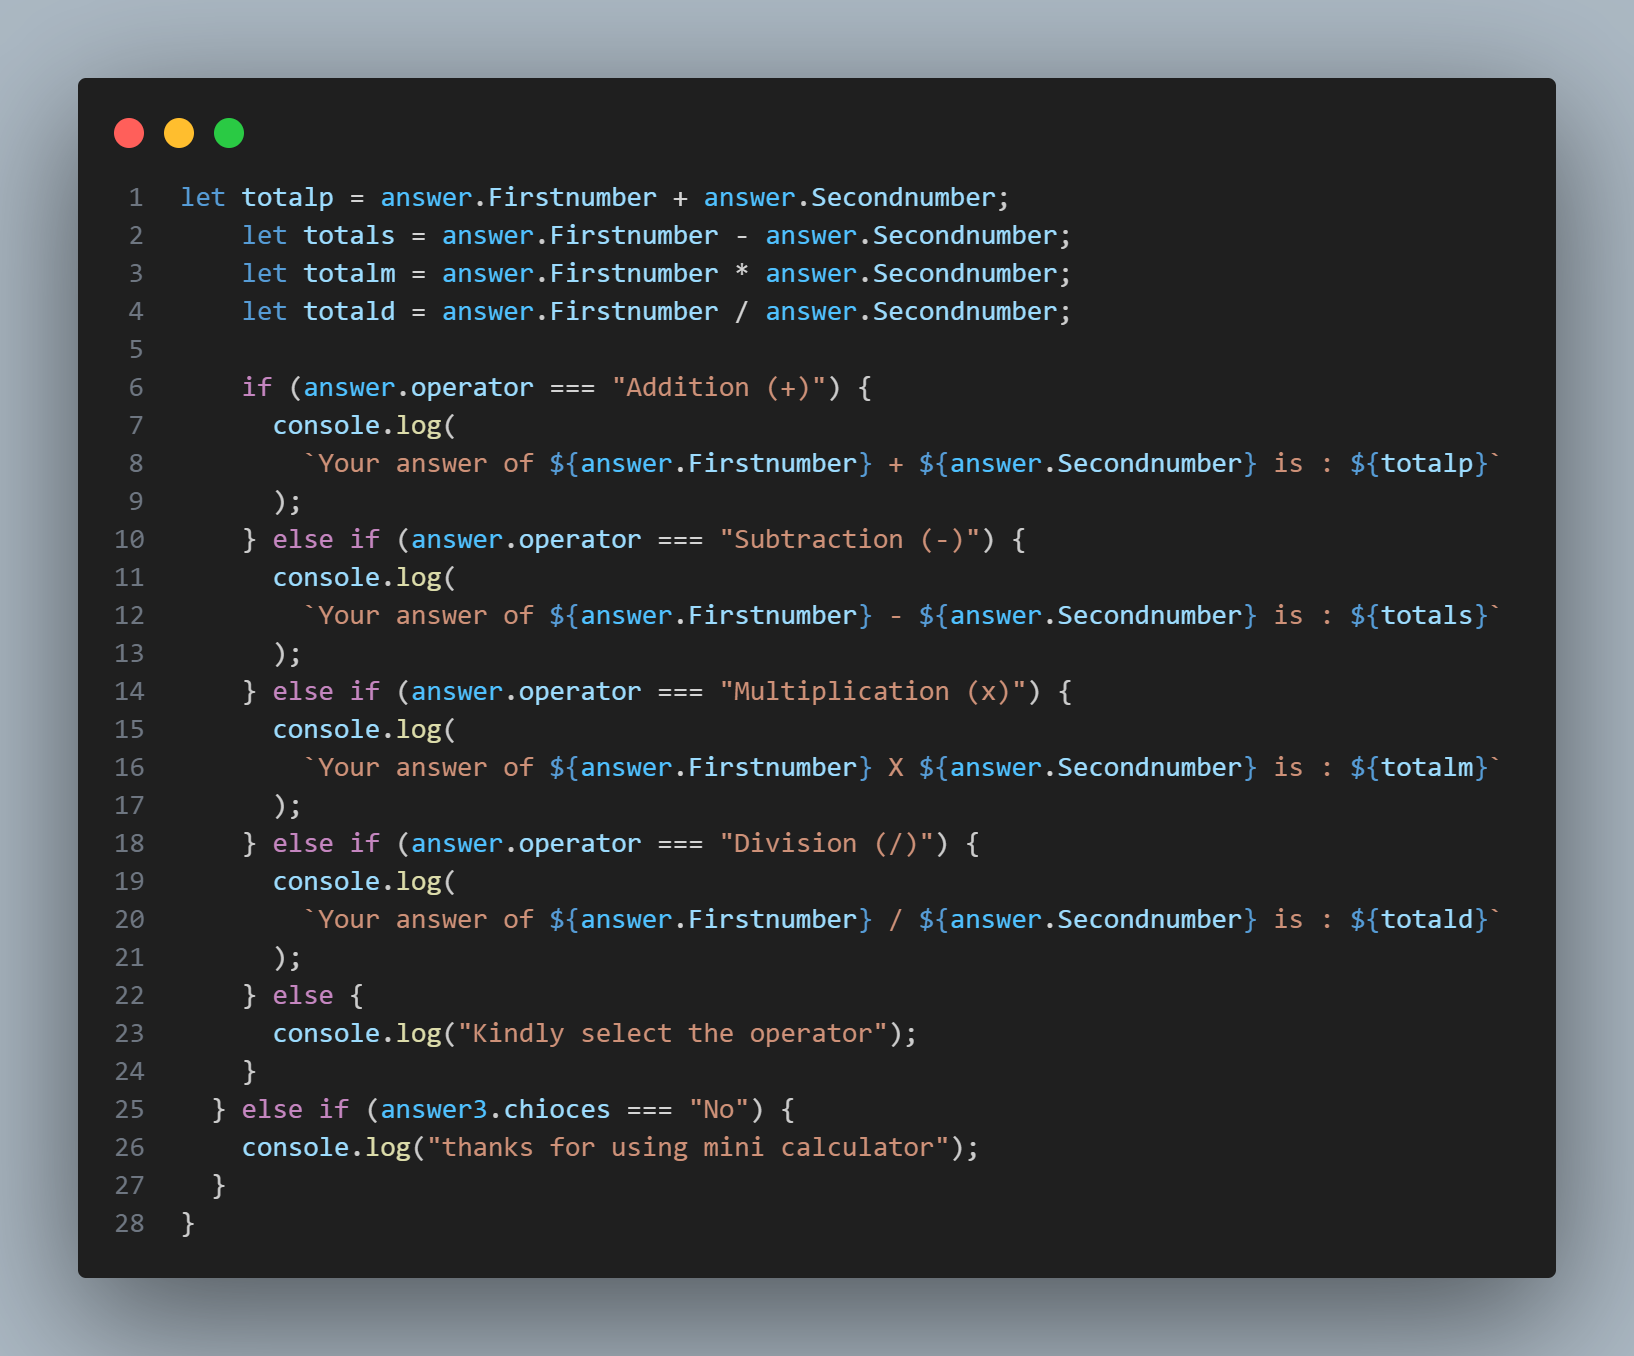 1 let totalp = answer.Firstnumber + answer.Secondnumber;
2     let totals = answer.Firstnumber - answer.Secondnumber;
3     let totalm = answer.Firstnumber * answer.Secondnumber;
4     let totald = answer.Firstnumber / answer.Secondnumber;
5
6     if (answer.operator === "Addition (+)") {
7       console.log(
8         `Your answer of ${answer.Firstnumber} + ${answer.Secondnumber} is : ${totalp}`
9       );
10     } else if (answer.operator === "Subtraction (-)") {
11       console.log(
12         `Your answer of ${answer.Firstnumber} - ${answer.Secondnumber} is : ${totals}`
13       );
14     } else if (answer.operator === "Multiplication (x)") {
15       console.log(
16         `Your answer of ${answer.Firstnumber} X ${answer.Secondnumber} is : ${totalm}`
17       );
18     } else if (answer.operator === "Division (/)") {
19       console.log(
20         `Your answer of ${answer.Firstnumber} / ${answer.Secondnumber} is : ${totald}`
21       );
22     } else {
23       console.log("Kindly select the operator");
24     }
25   } else if (answer3.chioces === "No") {
26     console.log("thanks for using mini calculator");
27   }
28 }